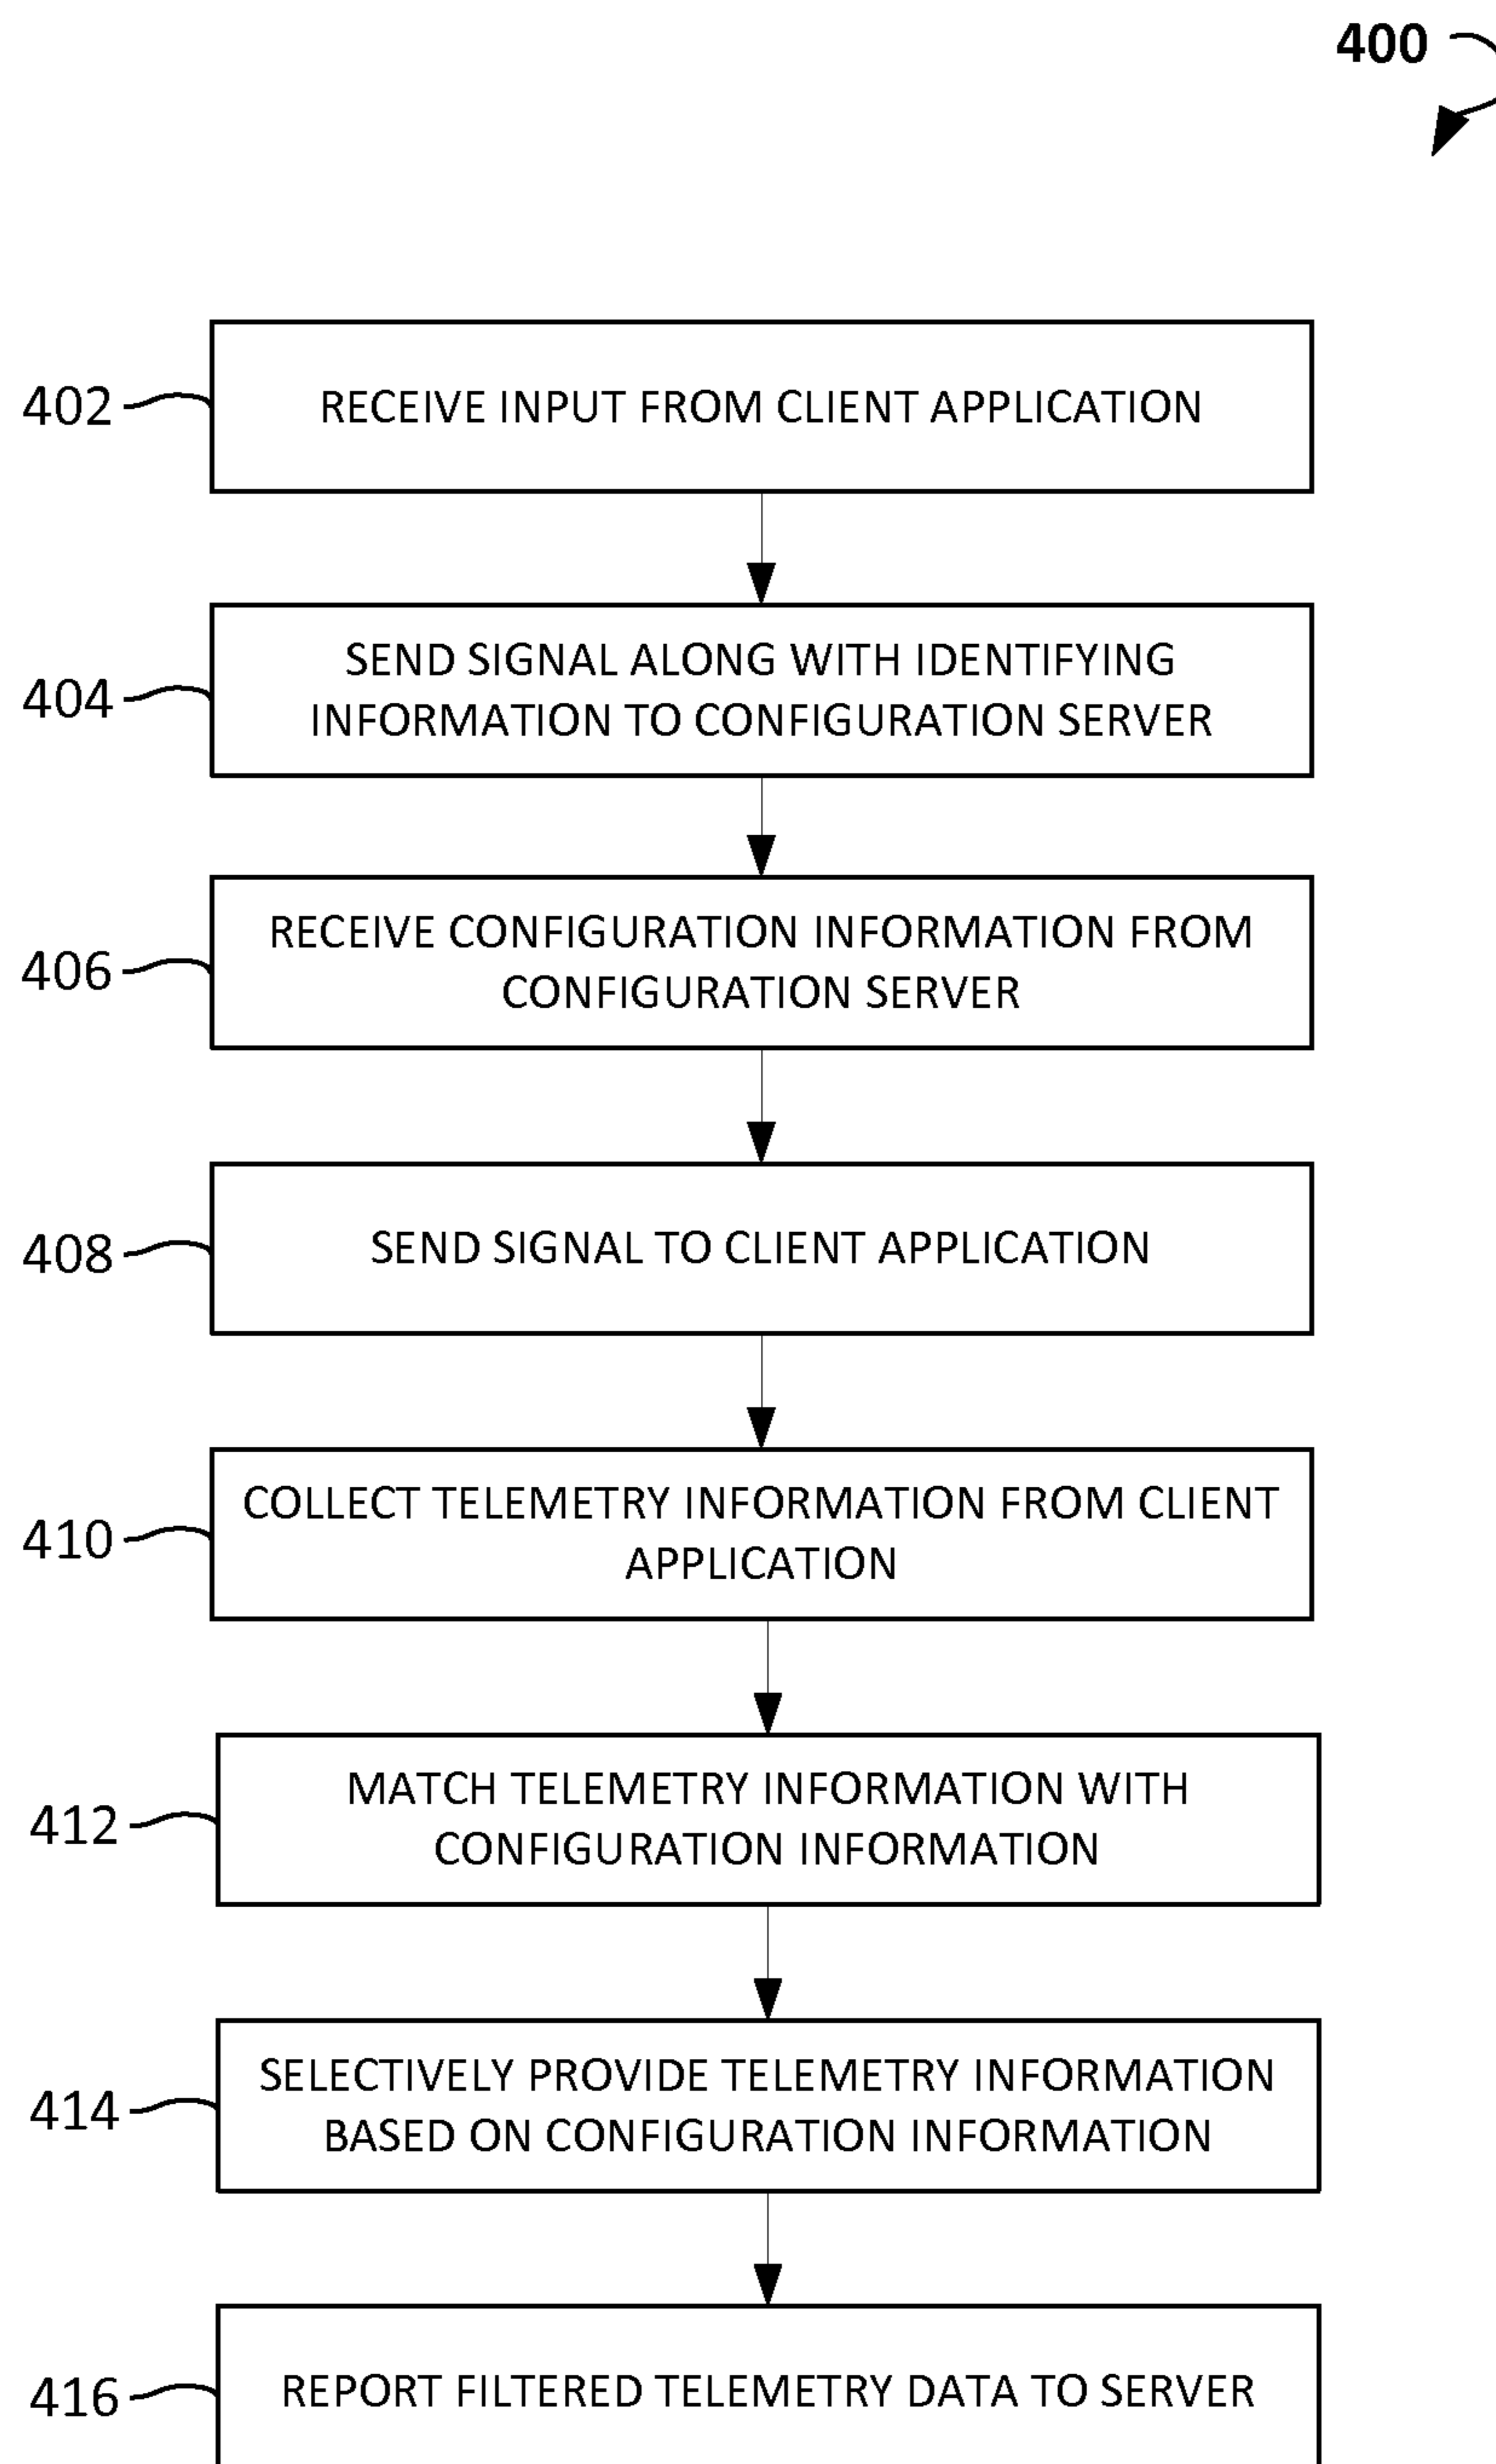 400
402
RECEIVE INPUT FROM CLIENT APPLICATION
404
SEND SIGNAL ALONG WITH IDENTIFYING
INFORMATION TO CONFIGURATION SERVER
406
RECEIVE CONFIGURATION INFORMATION FROM
CONFIGURATION SERVER
408
SEND SIGNAL TO CLIENT APPLICATION
410
COLLECT TELEMETRY INFORMATION FROM CLIENT
APPLICATION
412
MATCH TELEMETRY INFORMATION WITH
CONFIGURATION INFORMATION
414
SELECTIVELY PROVIDE TELEMETRY INFORMATION
BASED ON CONFIGURATION INFORMATION
416
REPORT FILTERED TELEMETRY DATA TO SERVER